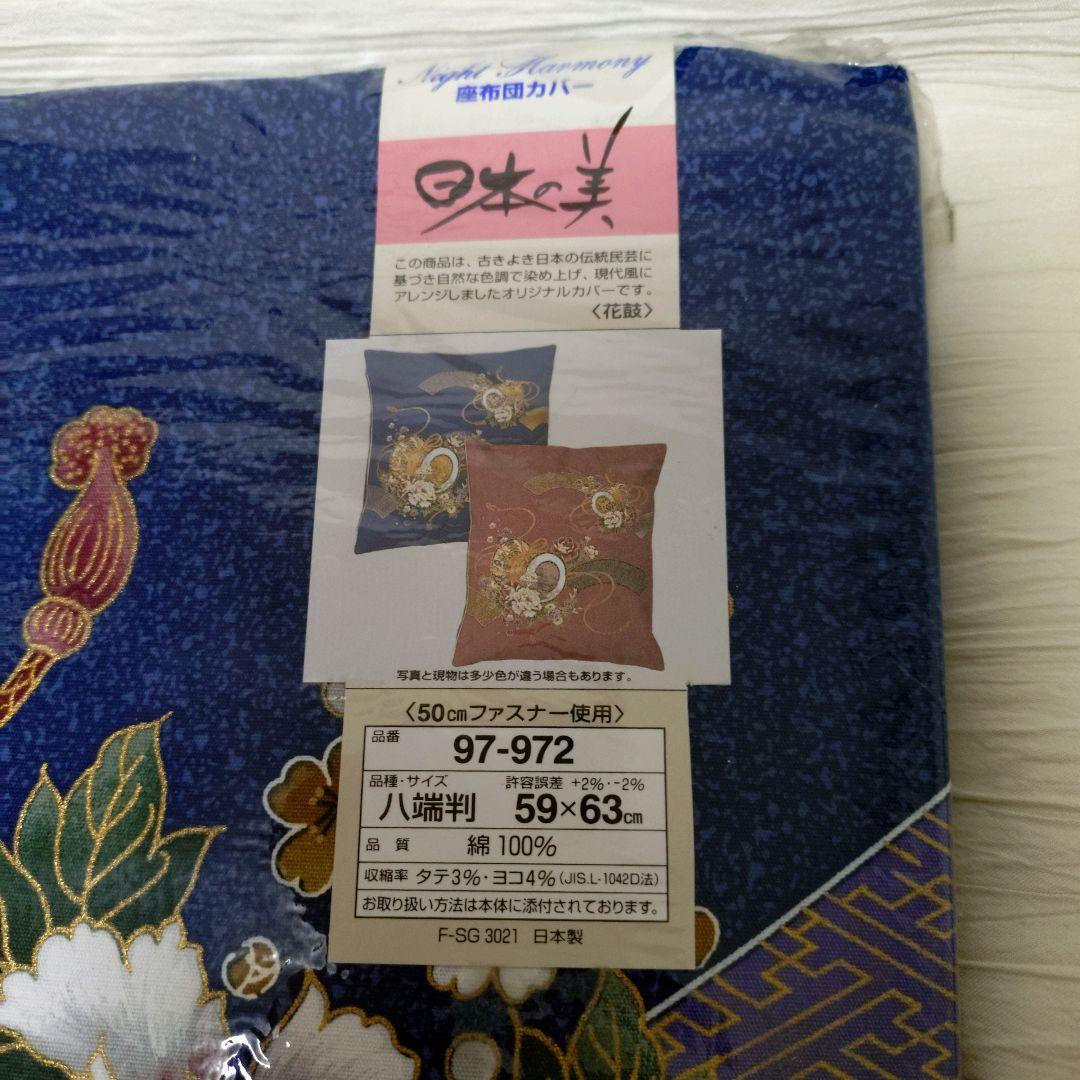 Night Harmony
座布団カバー
日本の美
この商品は、古きよき日本の伝統民芸に
基づき自然な色調で染め上げ、現代風に
アレンジしましたオリジナルカバーです。
〈花鼓〉
写真と現物は多少色が違う場合もあります。
〈50cmファスナー使用〉
品番 97-972
品種・サイズ 許容誤差 +2%・-2%
八端判 59×63cm
品質 綿100%
収縮率 タテ3%・ヨコ4%(JIS.L-1042D法)
お取り扱い方法は本体に添付されております。
F-SG 3021 日本製